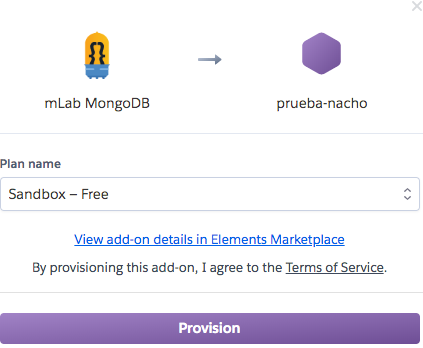 mLab MongoDB
prueba-nacho
Plan name
Sandbox – Free
View add-on details in Elements Marketplace
By provisioning this add-on, I agree to the Terms of Service.
Provision